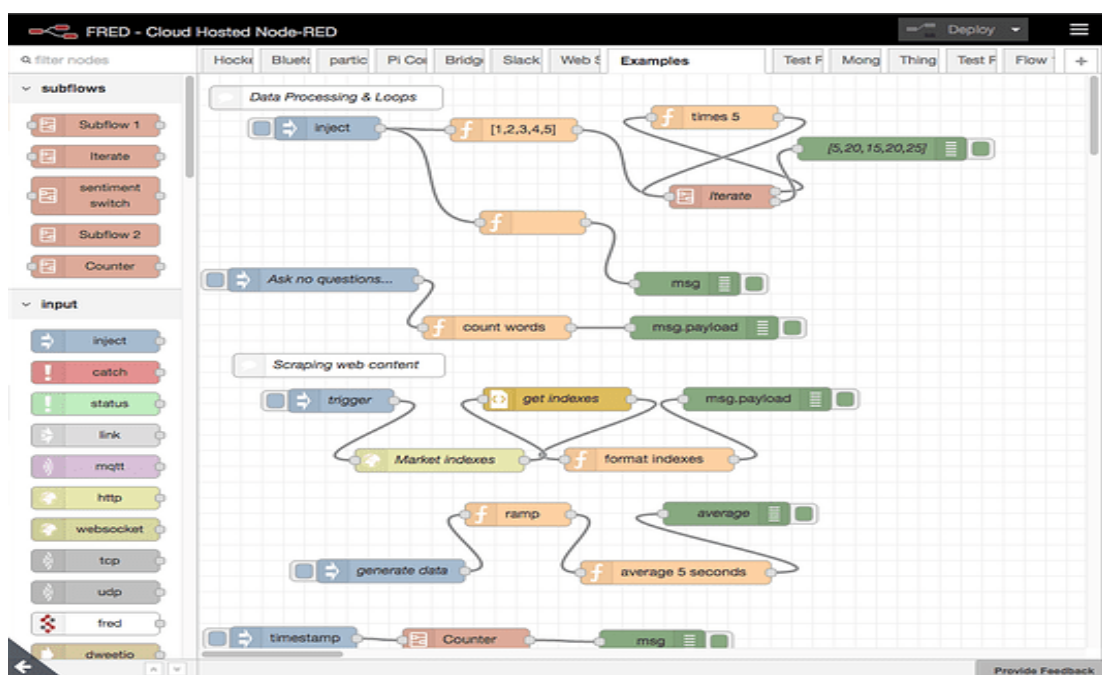 FRED - Cloud Hosted Node-RED
Deploy
filter nodes
Hocke
Blueto
partic
Pi Con
Bridge
Slack
Web S
Examples
Test F
Mong
Thing
Test F
Flow
+
subflows
Subflow 1
Iterate
sentiment
switch
Subflow 2
Counter
input
inject
catch
status
link
mqtt
http
websocket
tcp
udp
fred
dweetio
Data Processing & Loops
inject
[1,2,3,4,5]
times 5
[5,20,15,20,25]
Iterate
msg
Ask no questions...
count words
msg.payload
Scraping web content
trigger
get indexes
msg.payload
Market indexes
format indexes
ramp
average
generate data
average 5 seconds
timestamp
Counter
msg
Provide Feedback